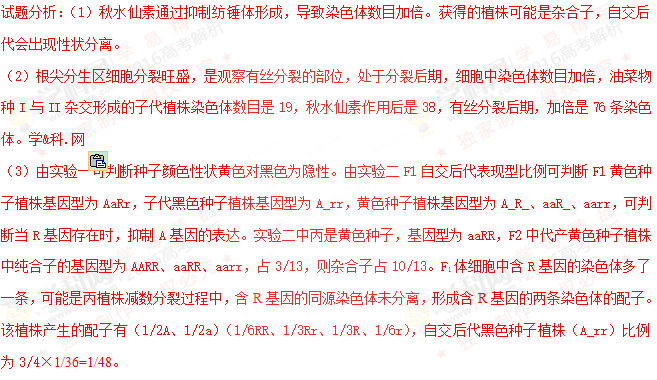 试题分析：（1）秋水仙素通过抑制纺锤体形成，导致染色体数目加倍。获得的植株可能是杂合子，自交后
代会出现性状分离。
（2）根尖分生区细胞分裂旺盛，是观察有丝分裂的部位，处于分裂后期，细胞中染色体数目加倍，油菜物
种 I 与 II 杂交形成的子代植株染色体数目是 19，秋水仙素作用后是 38，有丝分裂后期，加倍是 76 条染色
体。学&科.网
（3）由实验一可判断种子颜色性状黄色对黑色为隐性。由实验二 F1 自交后代表现型比例可判断 F1 黄色种
子植株基因型为 AaRr，子代黑色种子植株基因型为 A_rr，黄色种子植株基因型为 A_R_、aaR_、aarr，可判
断当 R 基因存在时，抑制 A 基因的表达。实验二中丙是黄色种子，基因型为 aaRR，F2 中代产黄色种子植株
中纯合子的基因型为 AARR、aaRR、aarr，占 3/13，则杂合子占 10/13。F₁体细胞中含 R 基因的染色体多了
一条，可能是丙植株减数分裂过程中，含 R 基因的同源染色体未分离，形成含 R 基因的两条染色体的配子。
该植株产生的配子有（1/2A、1/2a）（1/6RR、1/3Rr、1/3R、1/6r），自交后代黑色种子植株（A_rr）比例
为 3/4×1/36=1/48。